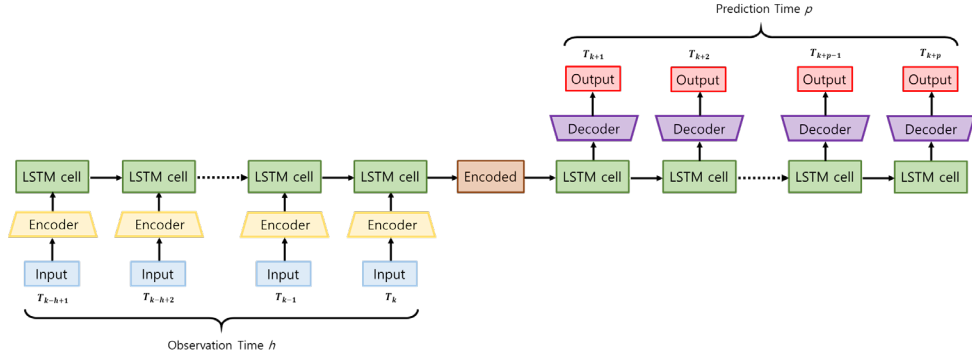 Prediction Time p
T_{k+1} T_{k+2} T_{k+p-1} T_{k+p}
Output Output Output Output
Decoder Decoder Decoder Decoder
LSTM cell LSTM cell LSTM cell LSTM cell Encoded LSTM cell LSTM cell LSTM cell LSTM cell
Encoder Encoder Encoder Encoder
Input Input Input Input
T_{k-h+1} T_{k-h+2} T_{k-1} T_{k}
Observation Time h